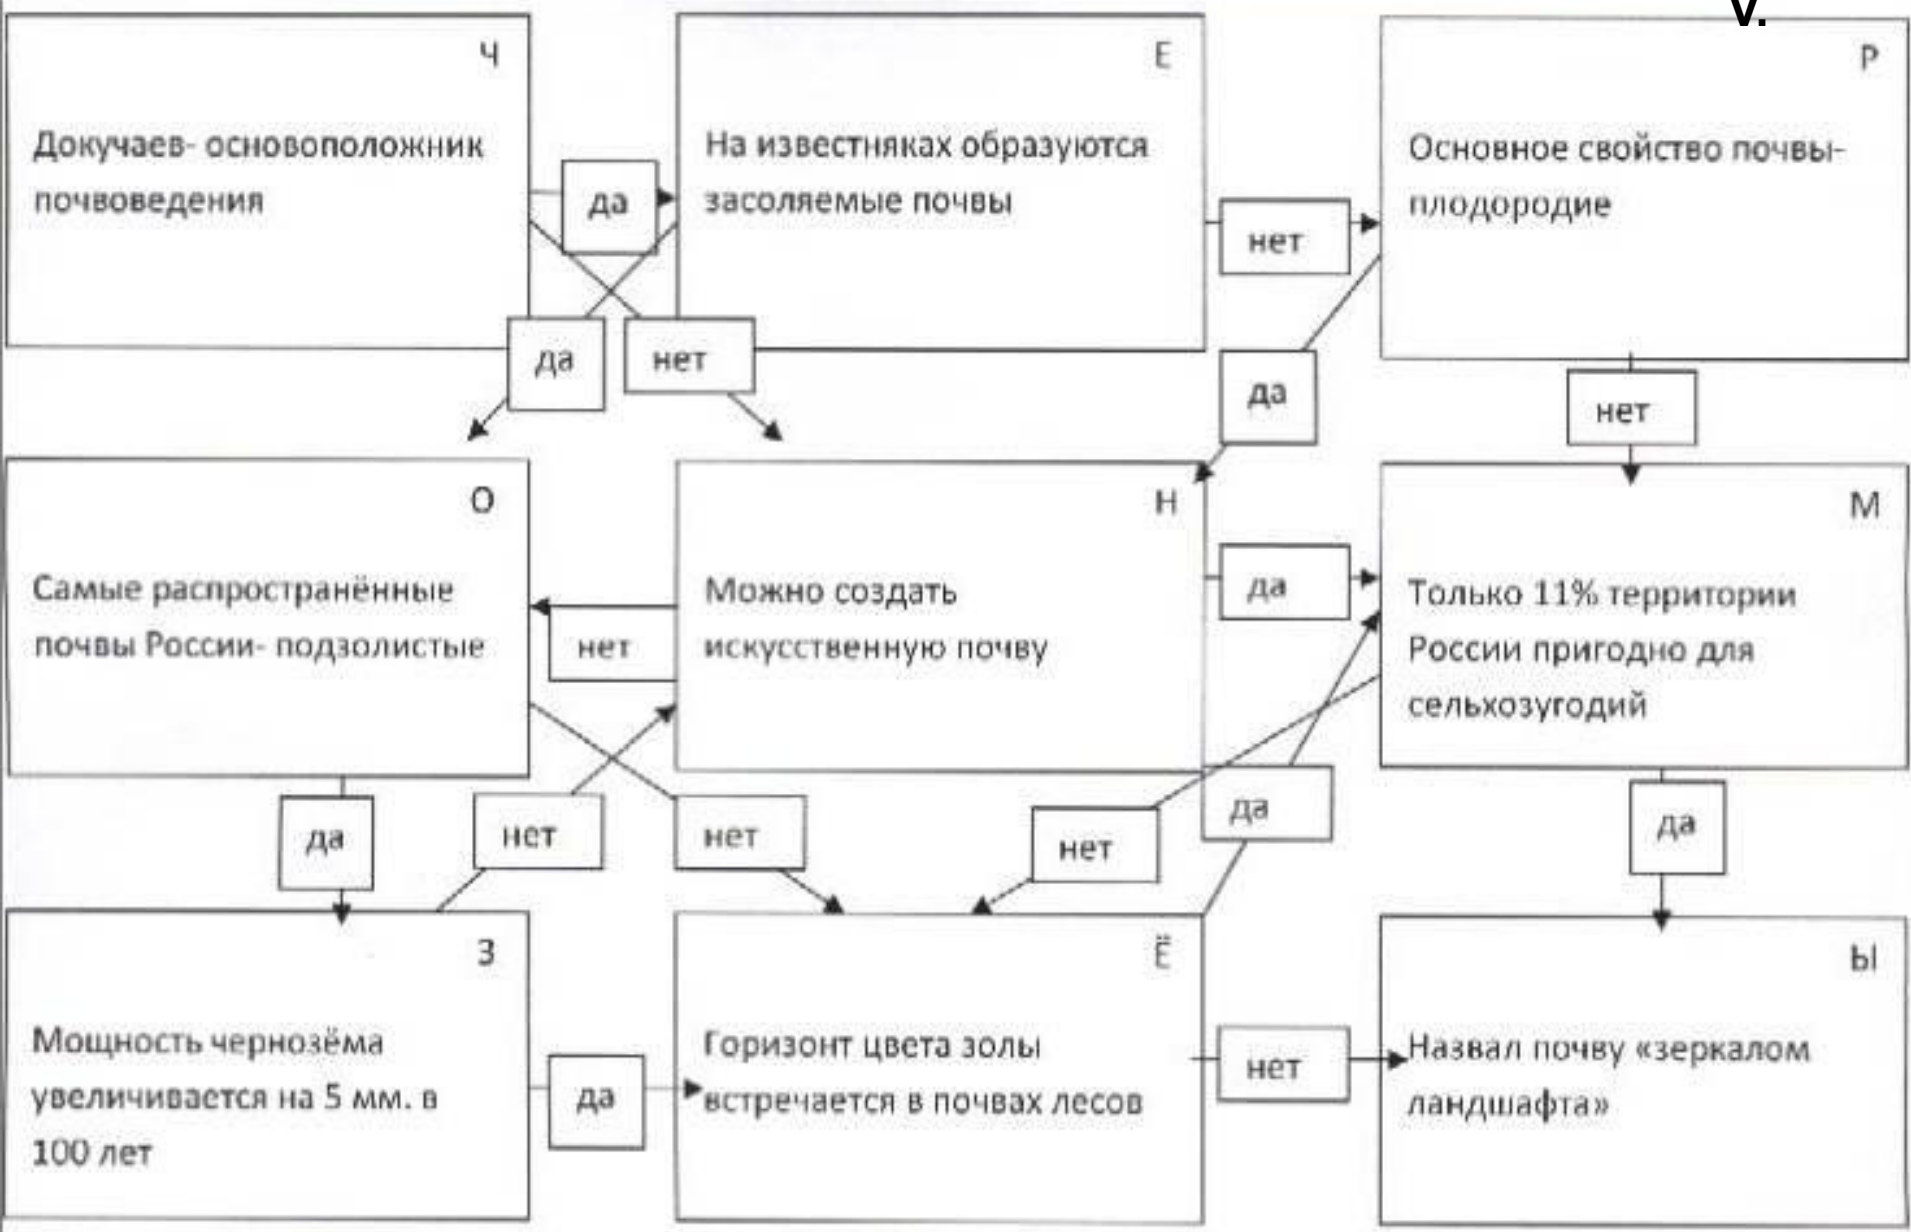 V.
Ч
Докучаев- основоположник
почвоведения
да
Е
На известняках образуются
засоляемые почвы
нет
Р
Основное свойство почвы-
плодородие
да
нет
да
нет
О
Самые распространённые
почвы России- подзолистые
нет
Н
Можно создать
искусственную почву
да
М
Только 11% территории
России пригодно для
сельхозугодий
да
нет
нет
нет
да
да
З
Мощность чернозёма
увеличивается на 5 мм. в
100 лет
да
Ё
Горизонт цвета золы
встречается в почвах лесов
нет
Ы
Назвал почву «зеркалом
ландшафта»